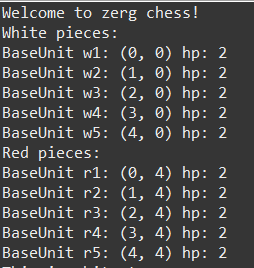 Welcome to zerg chess!
White pieces:
BaseUnit w1: (0, 0) hp: 2
BaseUnit w2: (1, 0) hp: 2
BaseUnit w3: (2, 0) hp: 2
BaseUnit w4: (3, 0) hp: 2
BaseUnit w5: (4, 0) hp: 2
Red pieces:
BaseUnit r1: (0, 4) hp: 2
BaseUnit r2: (1, 4) hp: 2
BaseUnit r3: (2, 4) hp: 2
BaseUnit r4: (3, 4) hp: 2
BaseUnit r5: (4, 4) hp: 2